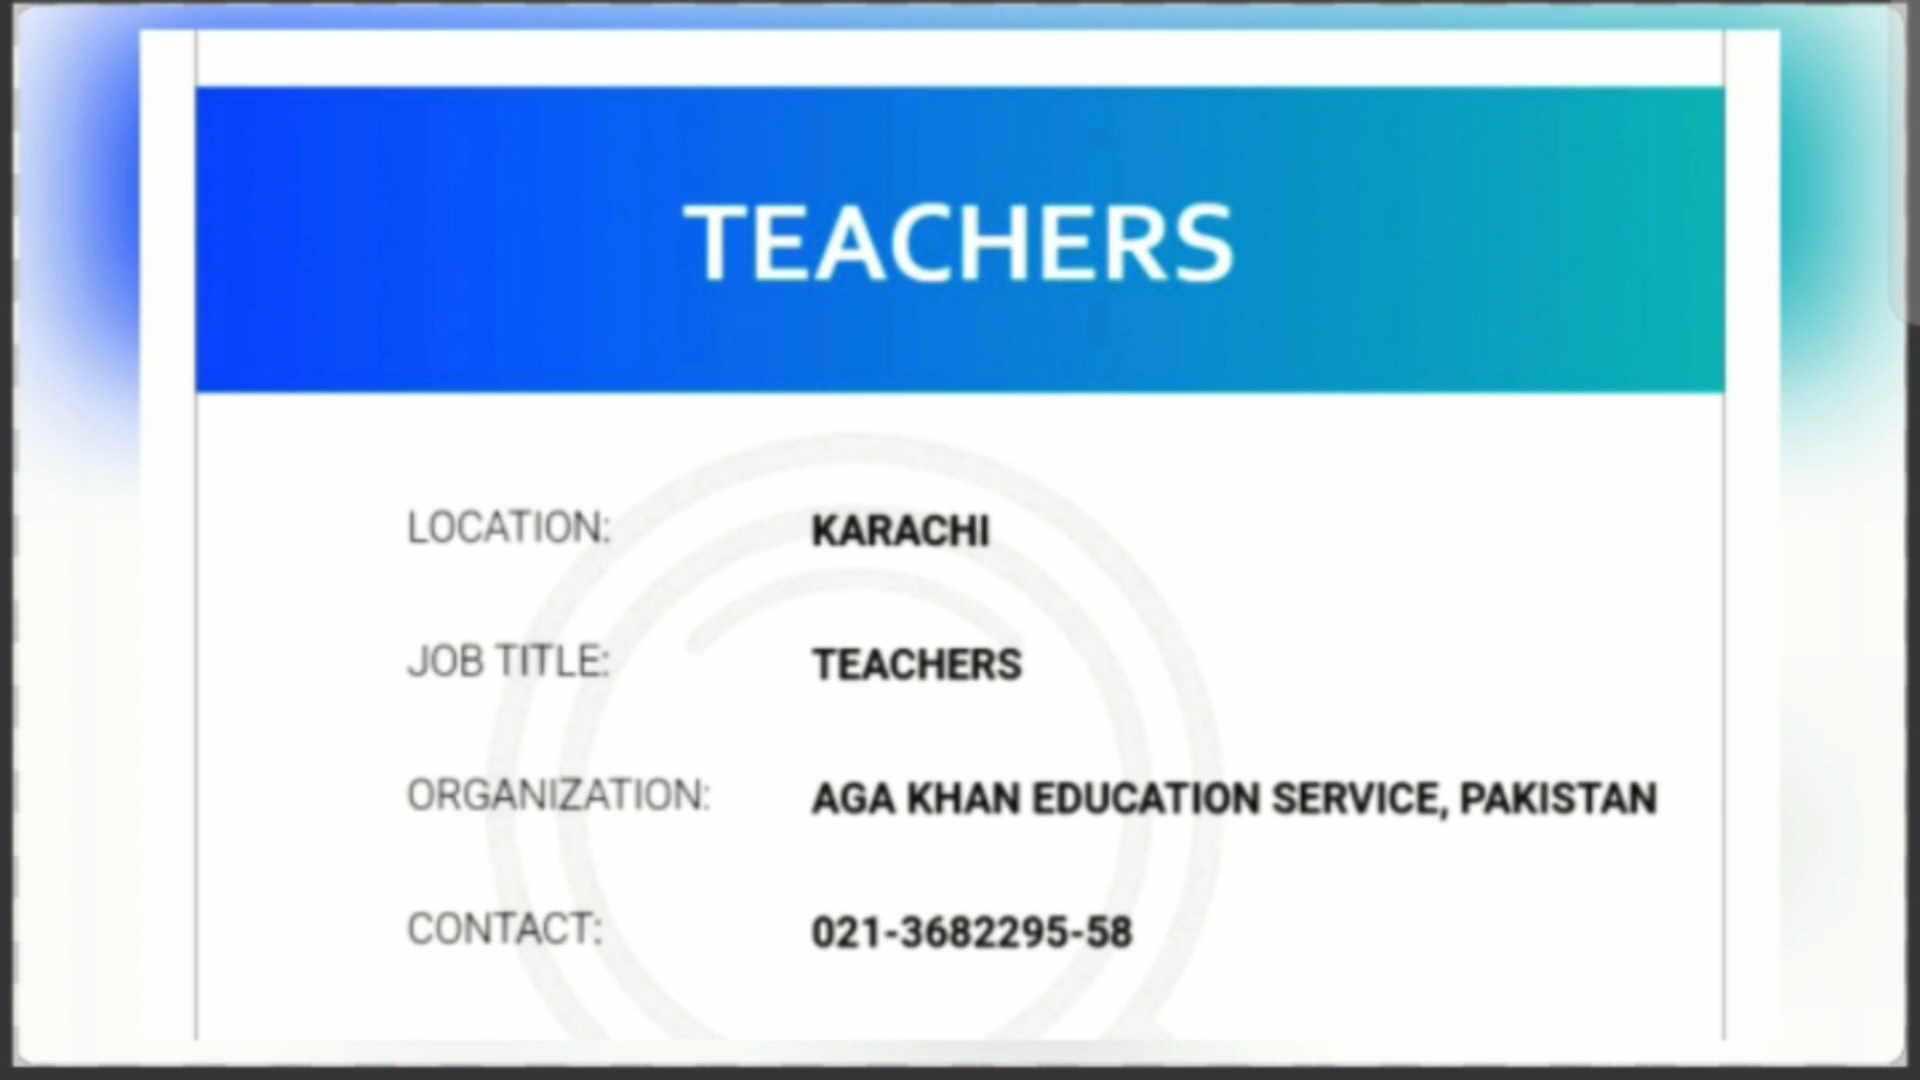 TEACHERS
LOCATION: KARACHI
JOB TITLE: TEACHERS
ORGANIZATION: AGA KHAN EDUCATION SERVICE, PAKISTAN
CONTACT: 021-3682295-58